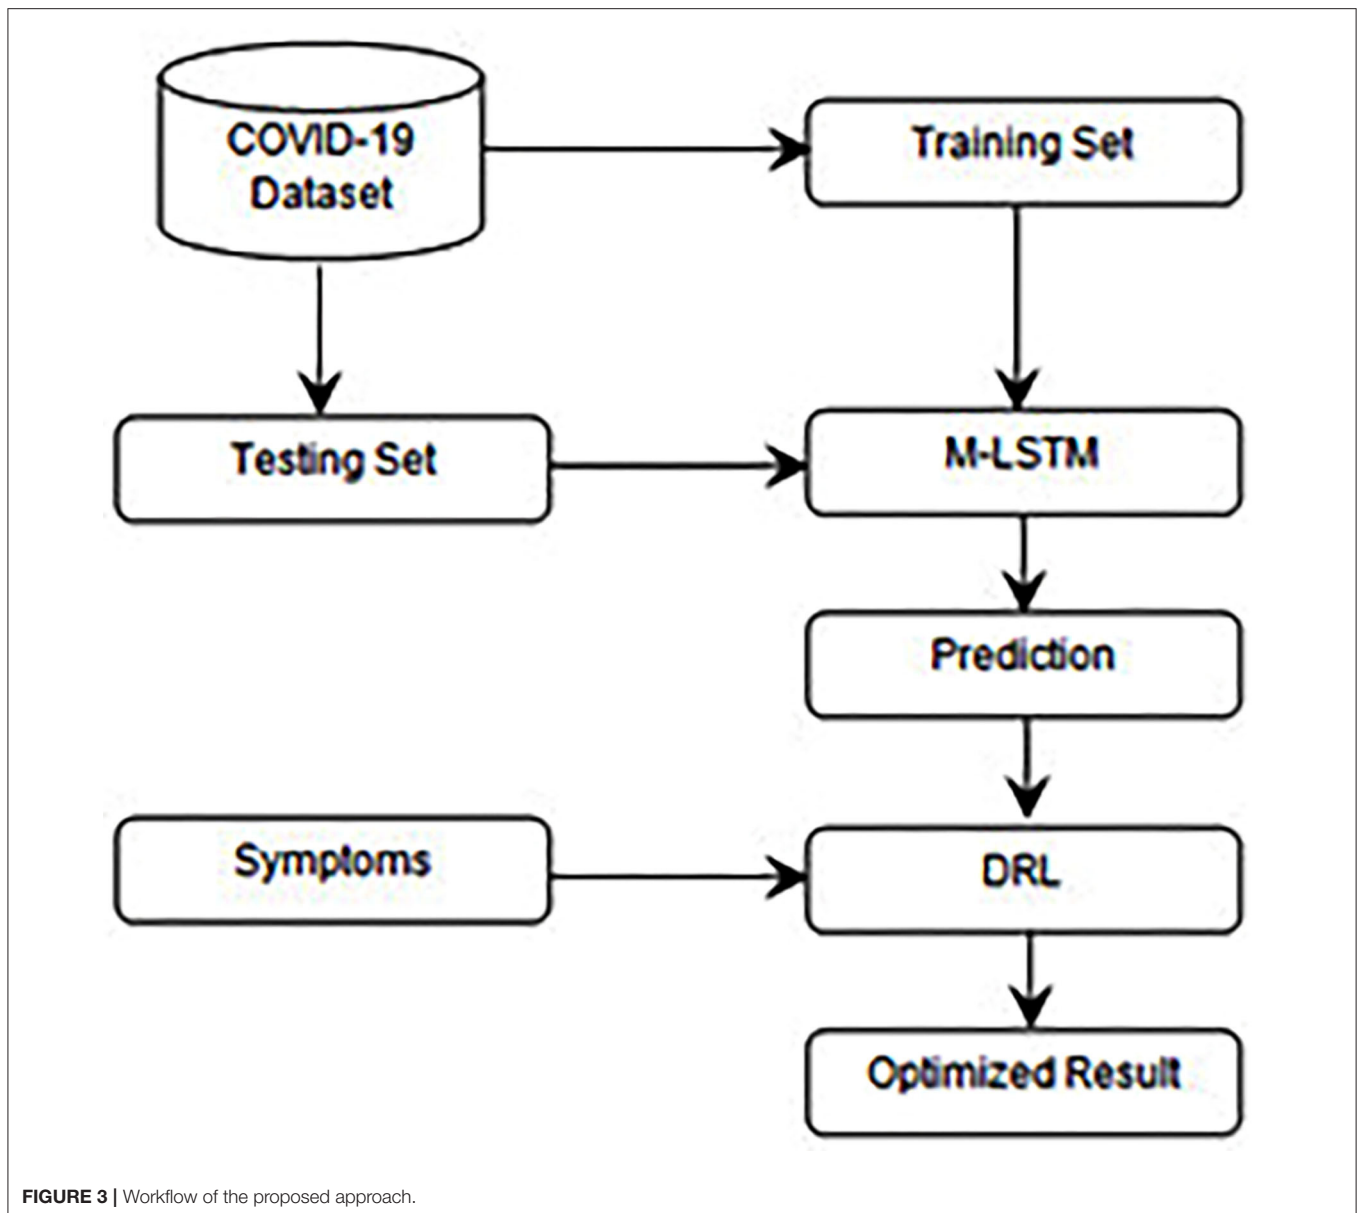 COVID-19
Dataset
Training Set
Testing Set
M-LSTM
Prediction
Symptoms
DRL
Optimized Result
FIGURE 3 | Workflow of the proposed approach.